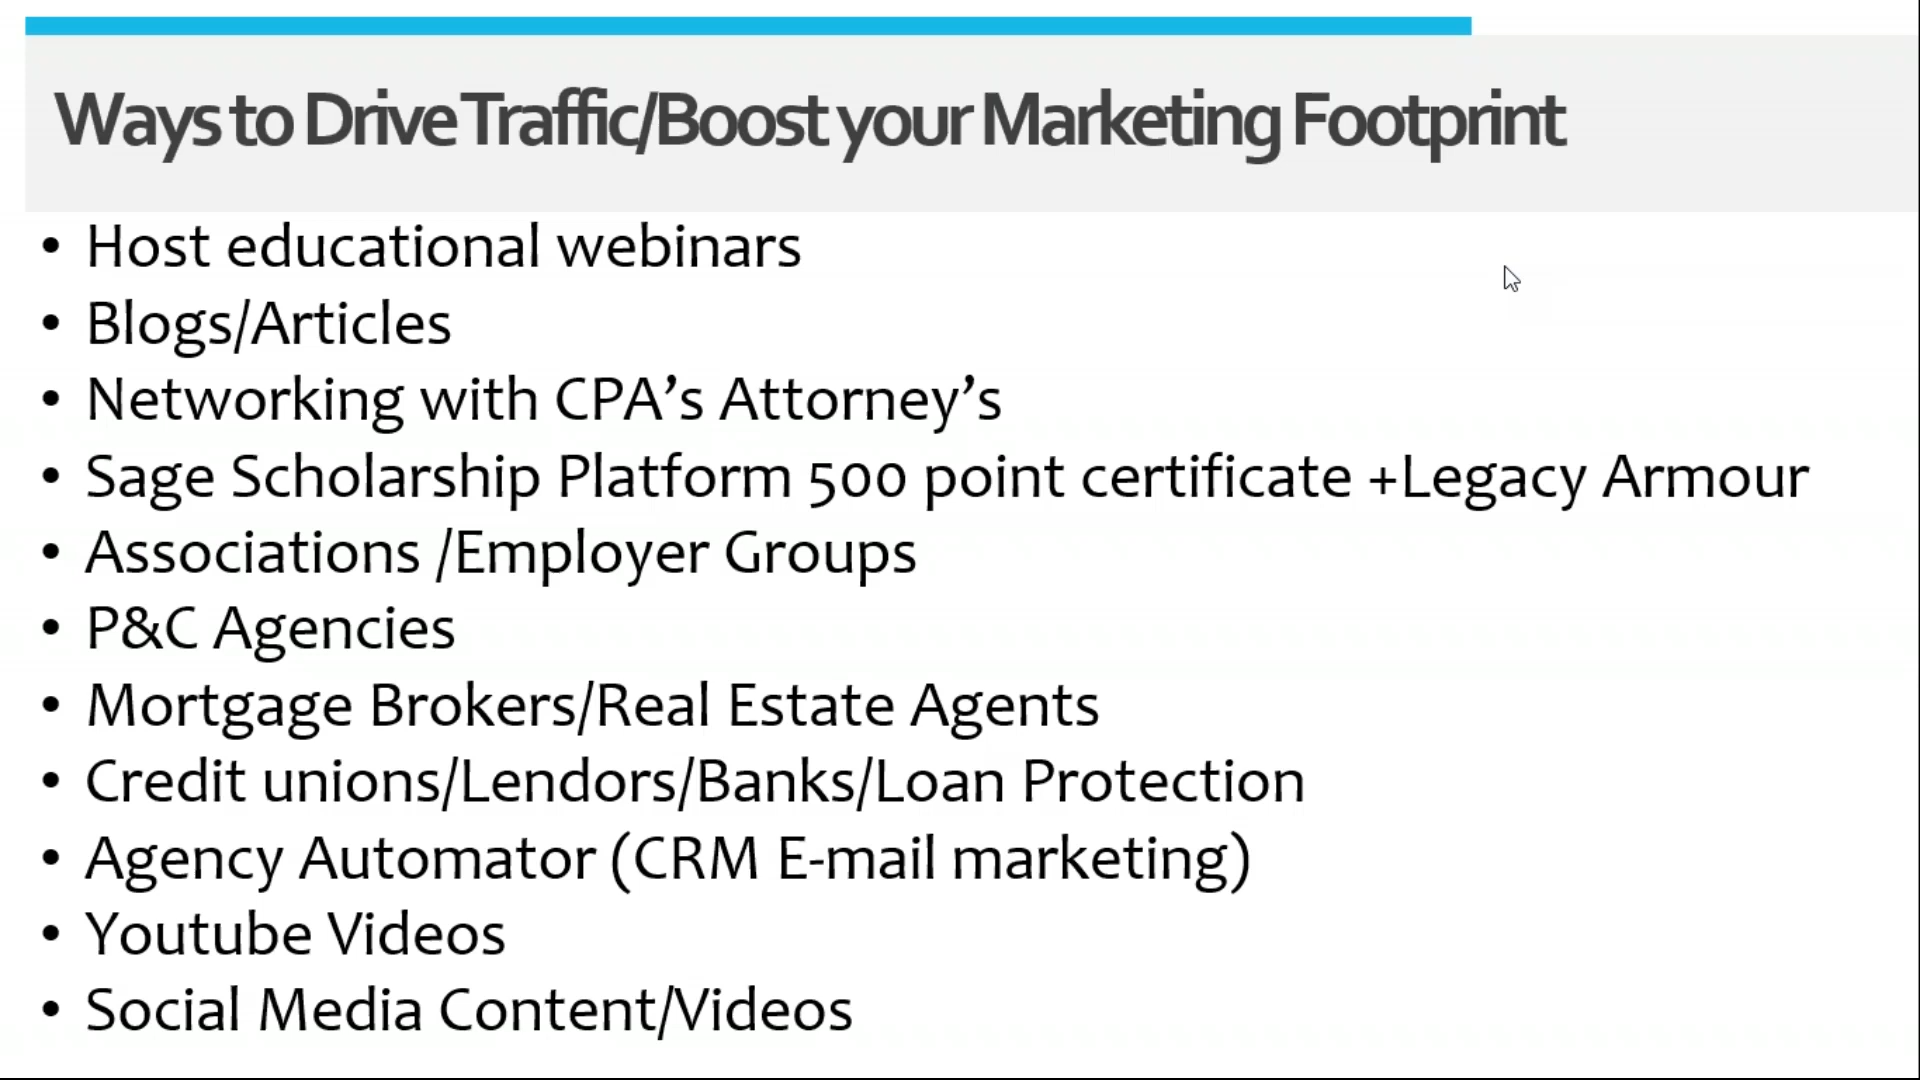 Ways to Drive Traffic/Boost your Marketing Footprint
• Host educational webinars
• Blogs/Articles
• Networking with CPA’s Attorney’s
• Sage Scholarship Platform 500 point certificate +Legacy Armour
• Associations /Employer Groups
• P&C Agencies
• Mortgage Brokers/Real Estate Agents
• Credit unions/Lendors/Banks/Loan Protection
• Agency Automator (CRM E-mail marketing)
• Youtube Videos
• Social Media Content/Videos